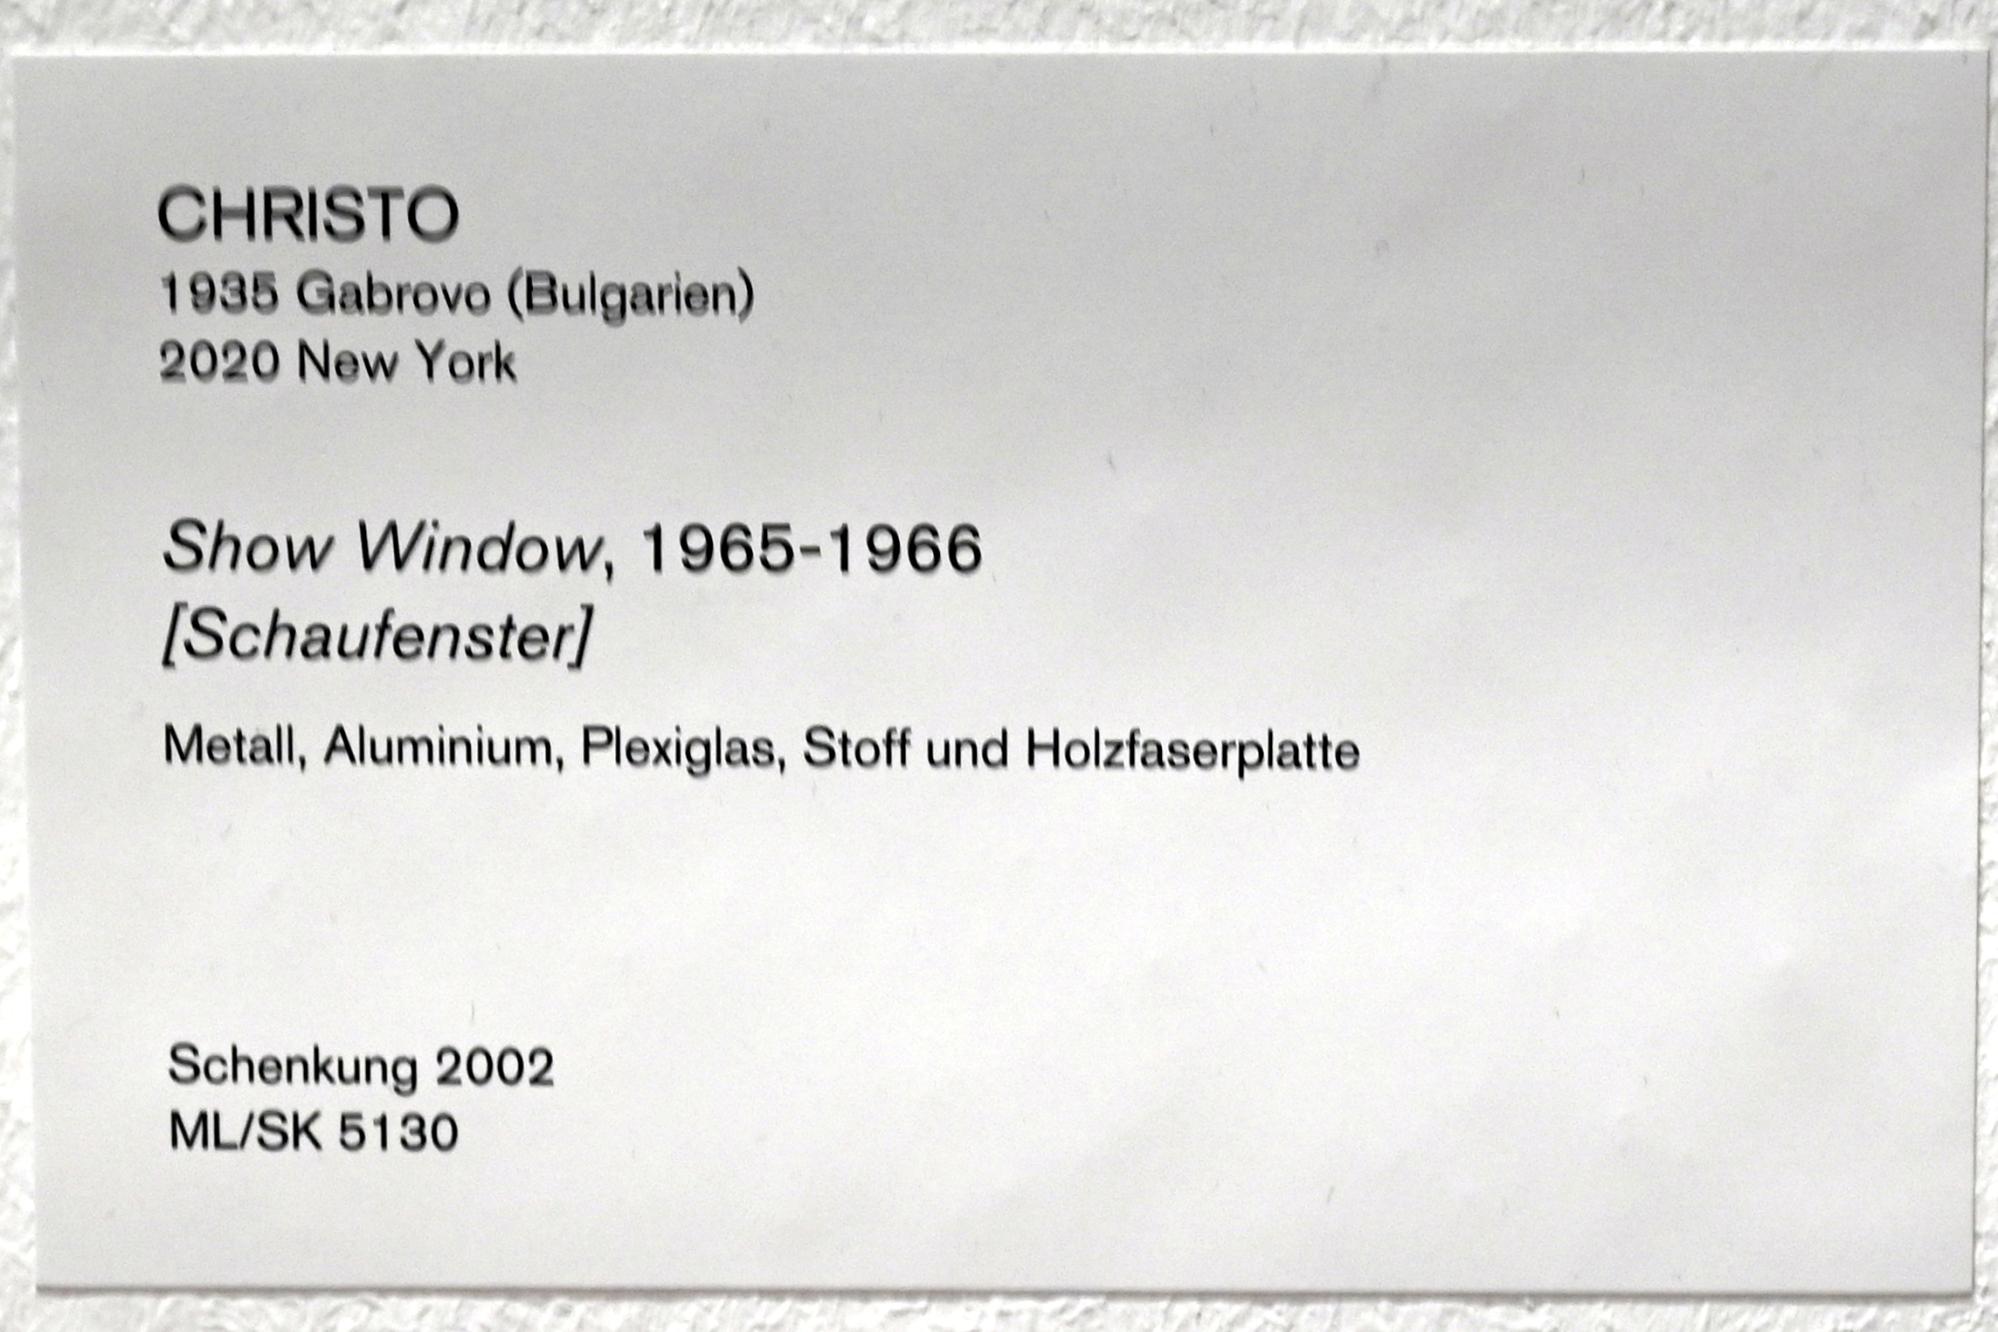 CHRISTO
1935 Gabrovo (Bulgarien)
2020 New York
Show Window, 1965-1966
[Schaufenster]
Metall, Aluminium, Plexiglas, Stoff und Holzfaserplatte
Schenkung 2002
ML/SK 5130